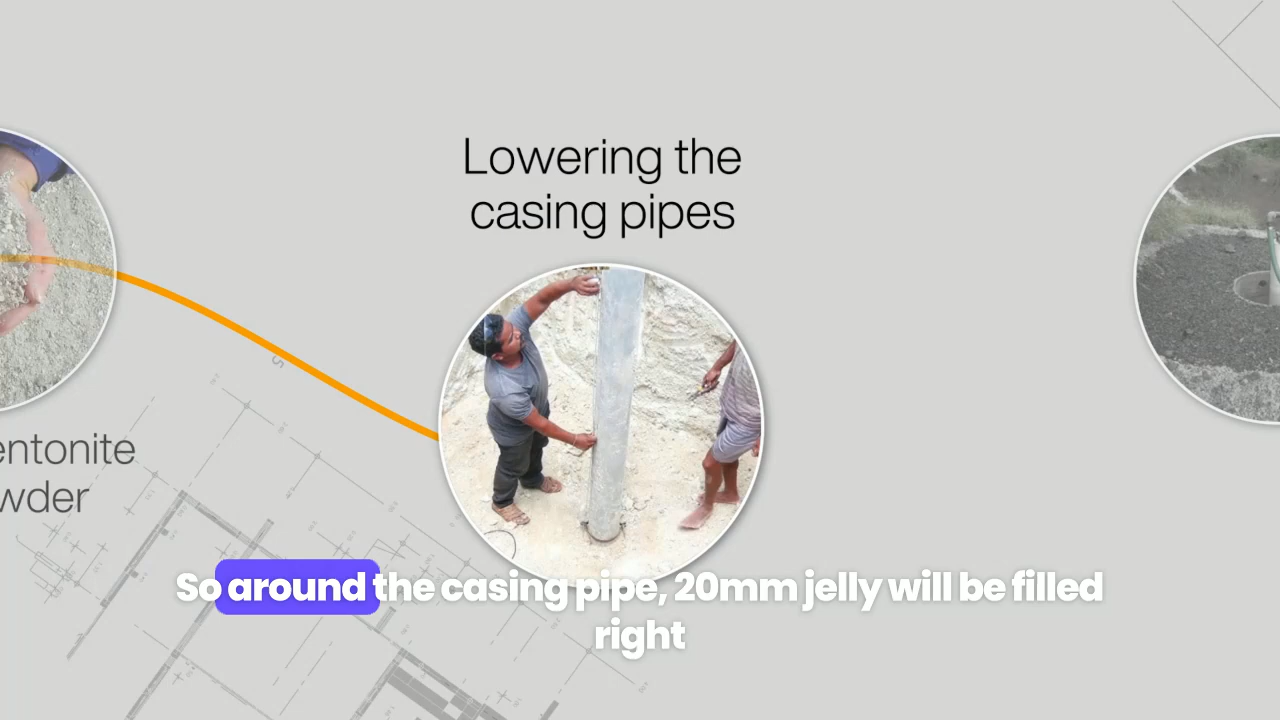 Lowering the
casing pipes
entonite
wder
So around the casing pipe, 20mm jelly will be filled
right